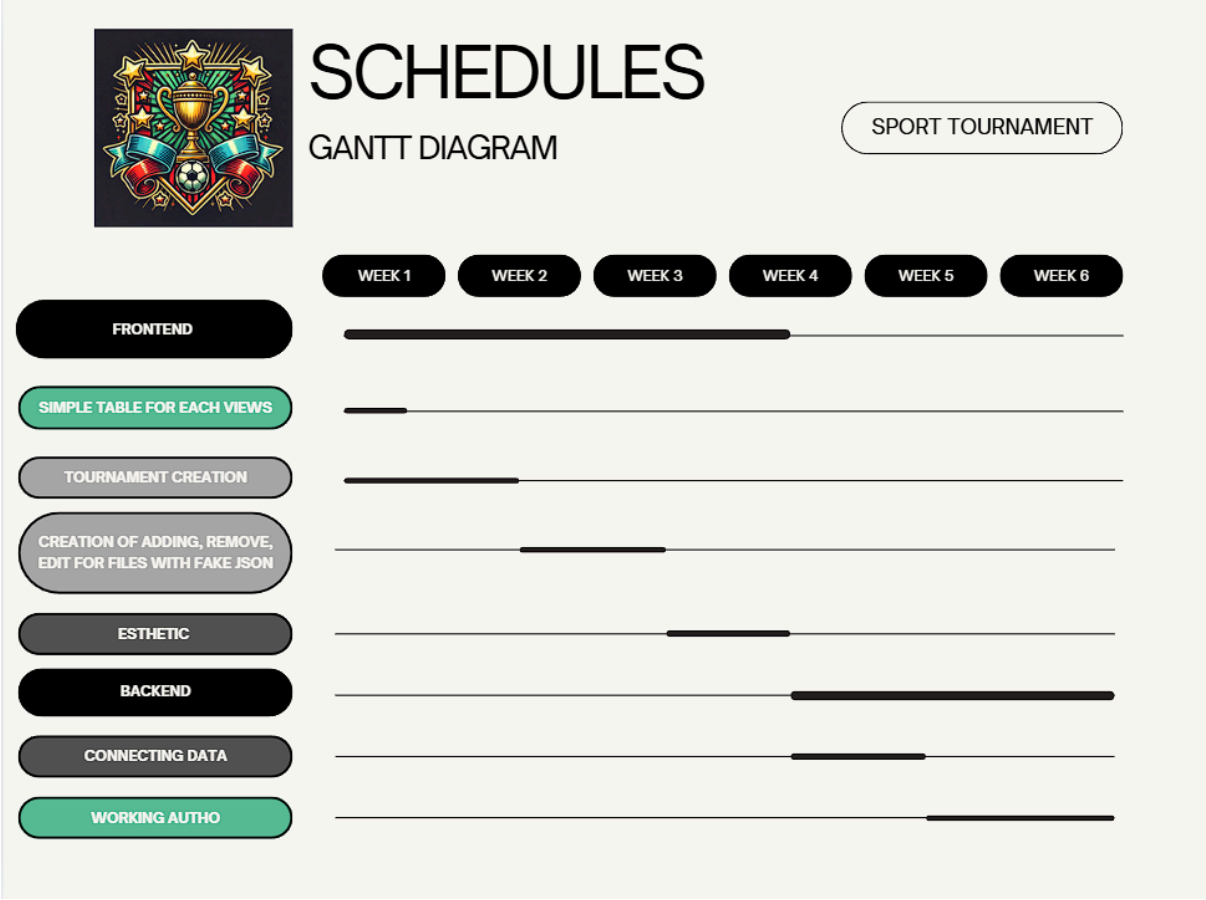 SCHEDULES
GANTT DIAGRAM
SPORT TOURNAMENT
WEEK 1
WEEK 2
WEEK 3
WEEK 4
WEEK 5
WEEK 6
FRONTEND
SIMPLE TABLE FOR EACH VIEWS
TOURNAMENT CREATION
CREATION OF ADDING, REMOVE,
EDIT FOR FILES WITH FAKE JSON
ESTHETIC
BACKEND
CONNECTING DATA
WORKING AUTHO